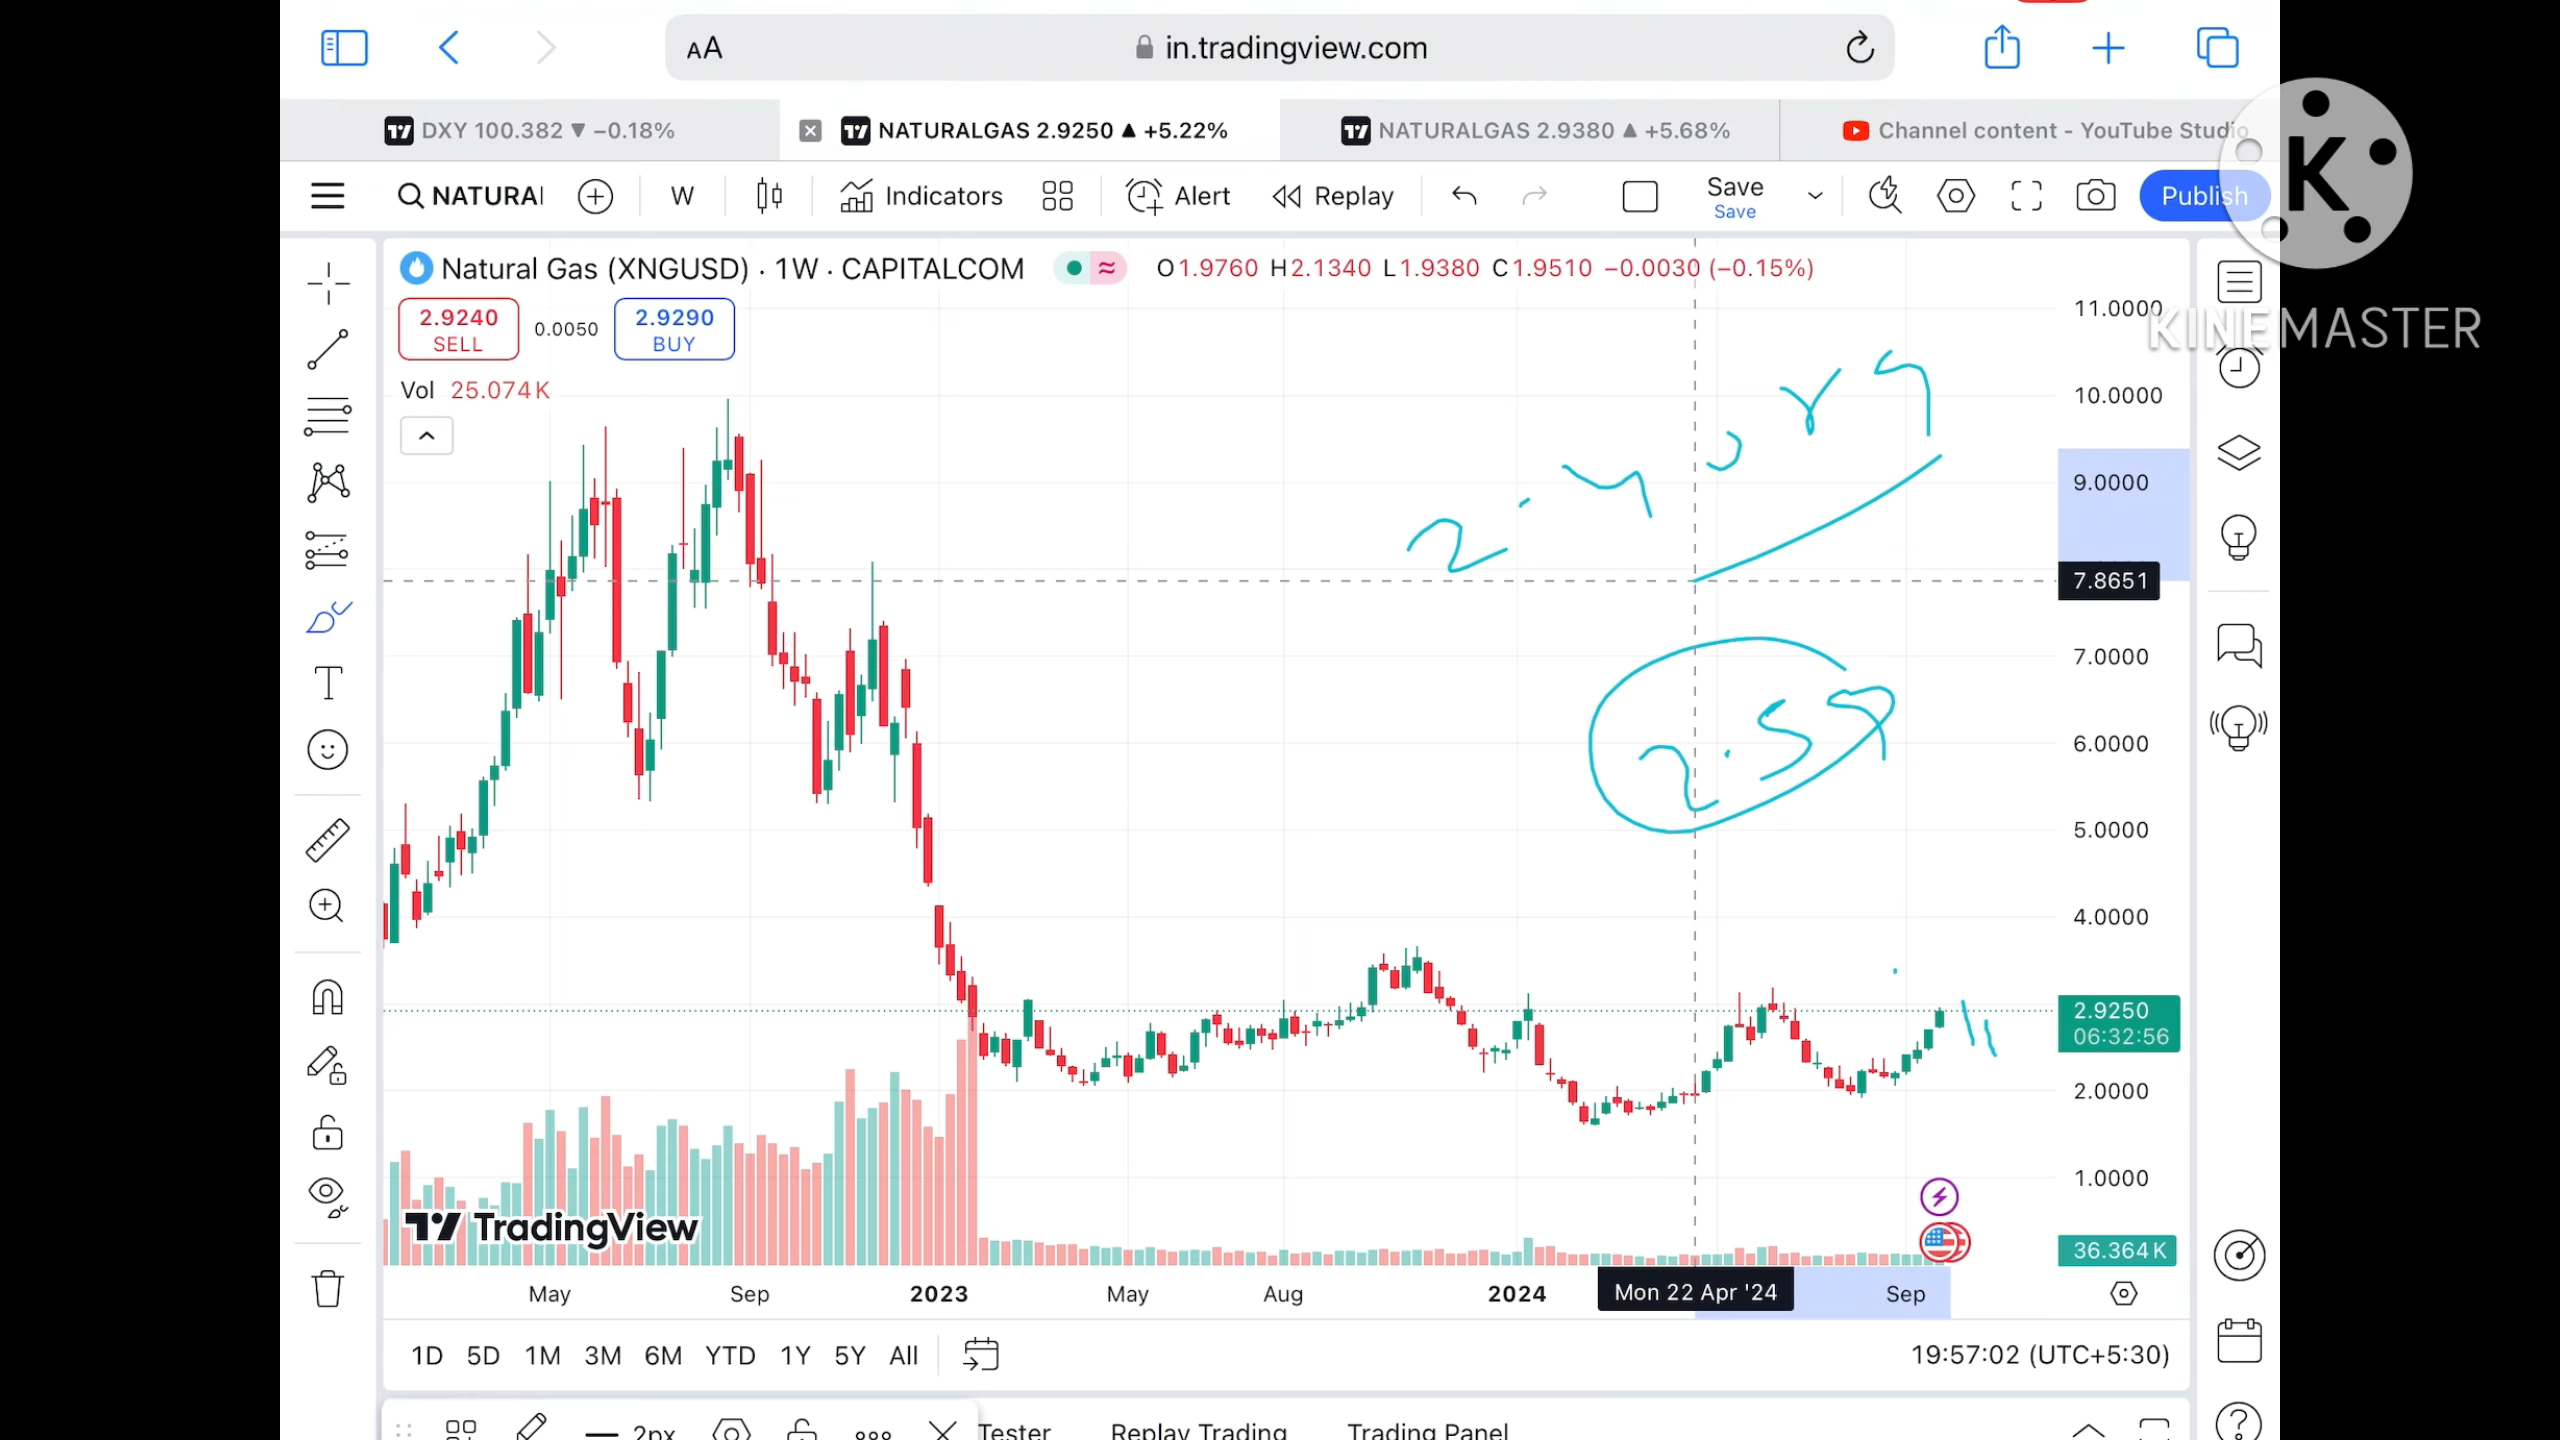 AA in.tradingview.com
DXY 100.382 ▼ −0.18% NATURALGAS 2.9250 ▲ +5.22% NATURALGAS 2.9380 ▲ +5.68% Channel content - YouTube Studio
NATURAL W Indicators Alert Replay Save Publish
Save
K
KINEMASTER
Natural Gas (XNGUSD) · 1W · CAPITALCOM O1.9760 H2.1340 L1.9380 C1.9510 −0.0030 (−0.15%)
2.9240 SELL 0.0050 2.9290 BUY
Vol 25.074K
11.0000
10.0000
9.0000
7.8651
7.0000
6.0000
5.0000
4.0000
2.9250
06:32:56
2.0000
1.0000
36.364K
2.59
TradingView
May Sep 2023 May Aug 2024 Mon 22 Apr '24 Sep
1D 5D 1M 3M 6M YTD 1Y 5Y All 19:57:02 (UTC+5:30)
2px Tester Replay Trading Trading Panel